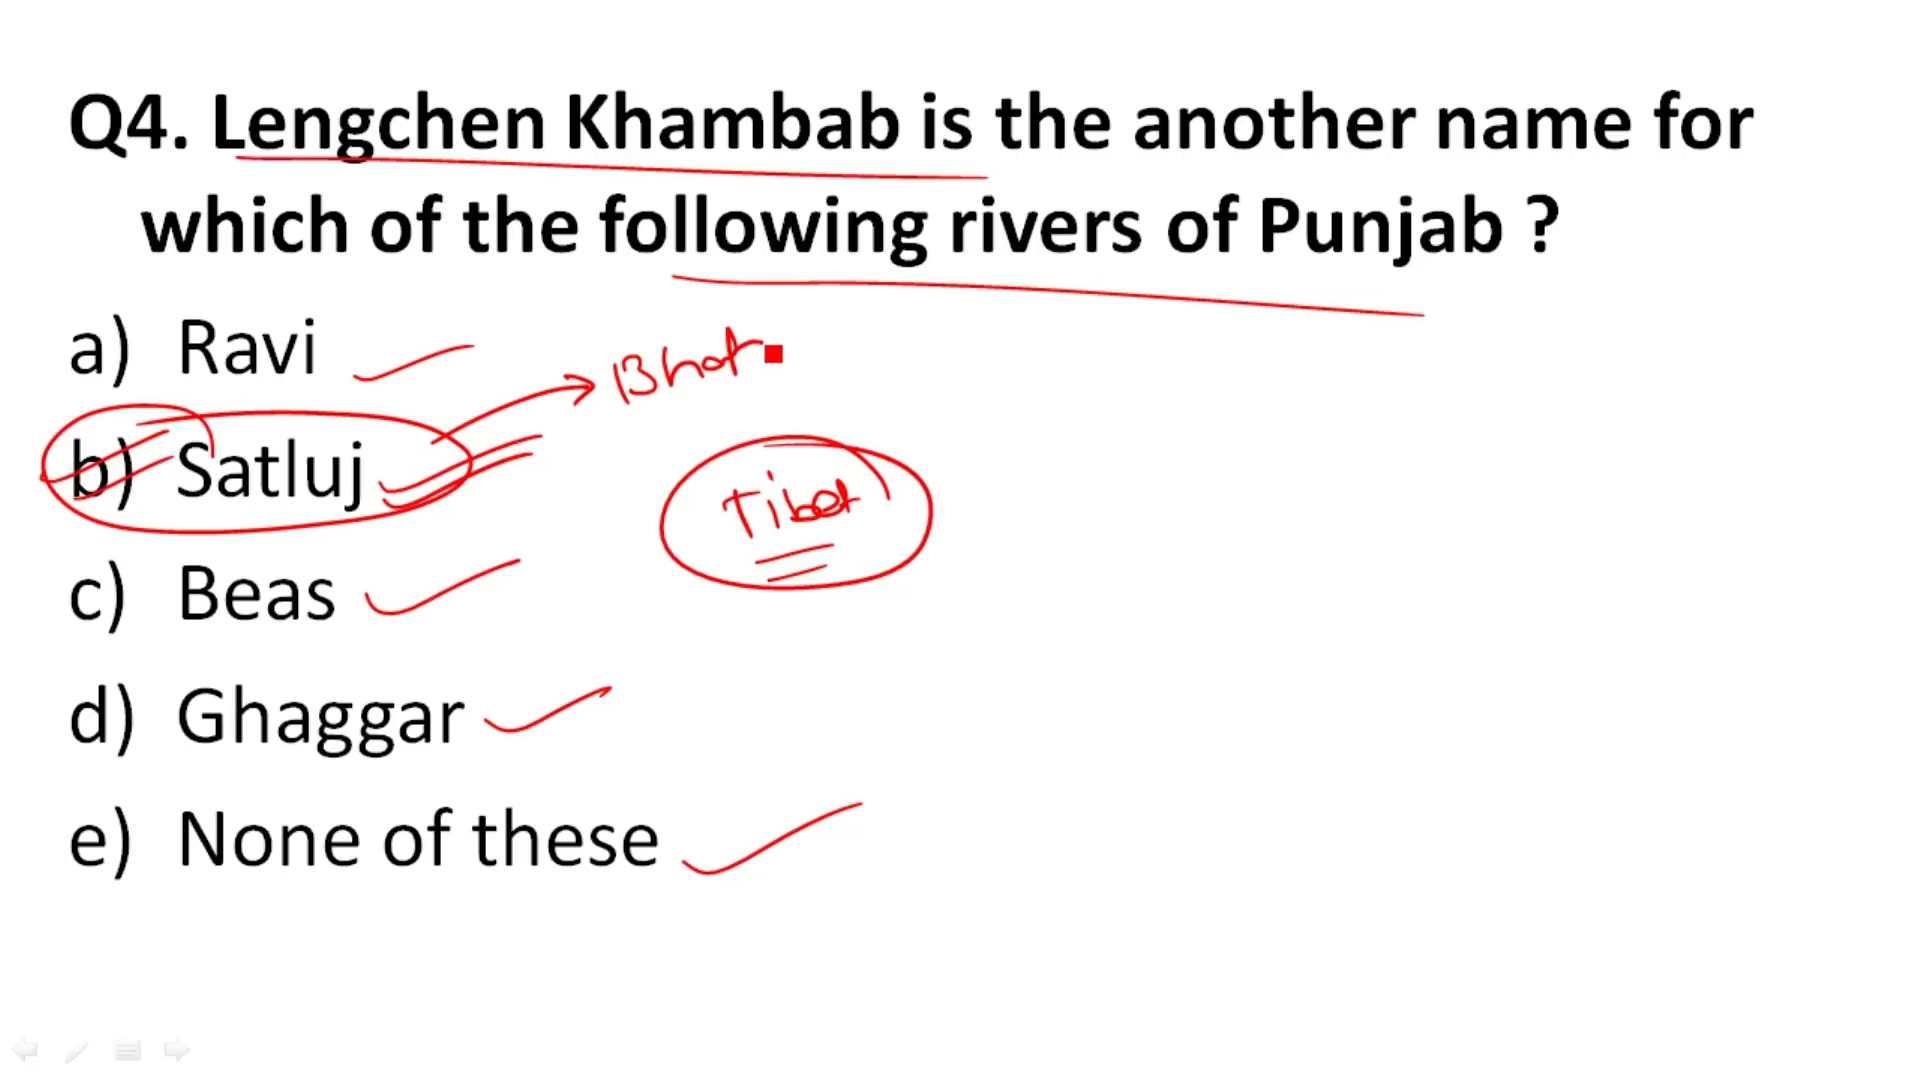 Q4. Lengchen Khambab is the another name for
which of the following rivers of Punjab ?
a) Ravi
Bhat
b) Satluj
Tibet
c) Beas
d) Ghaggar
e) None of these